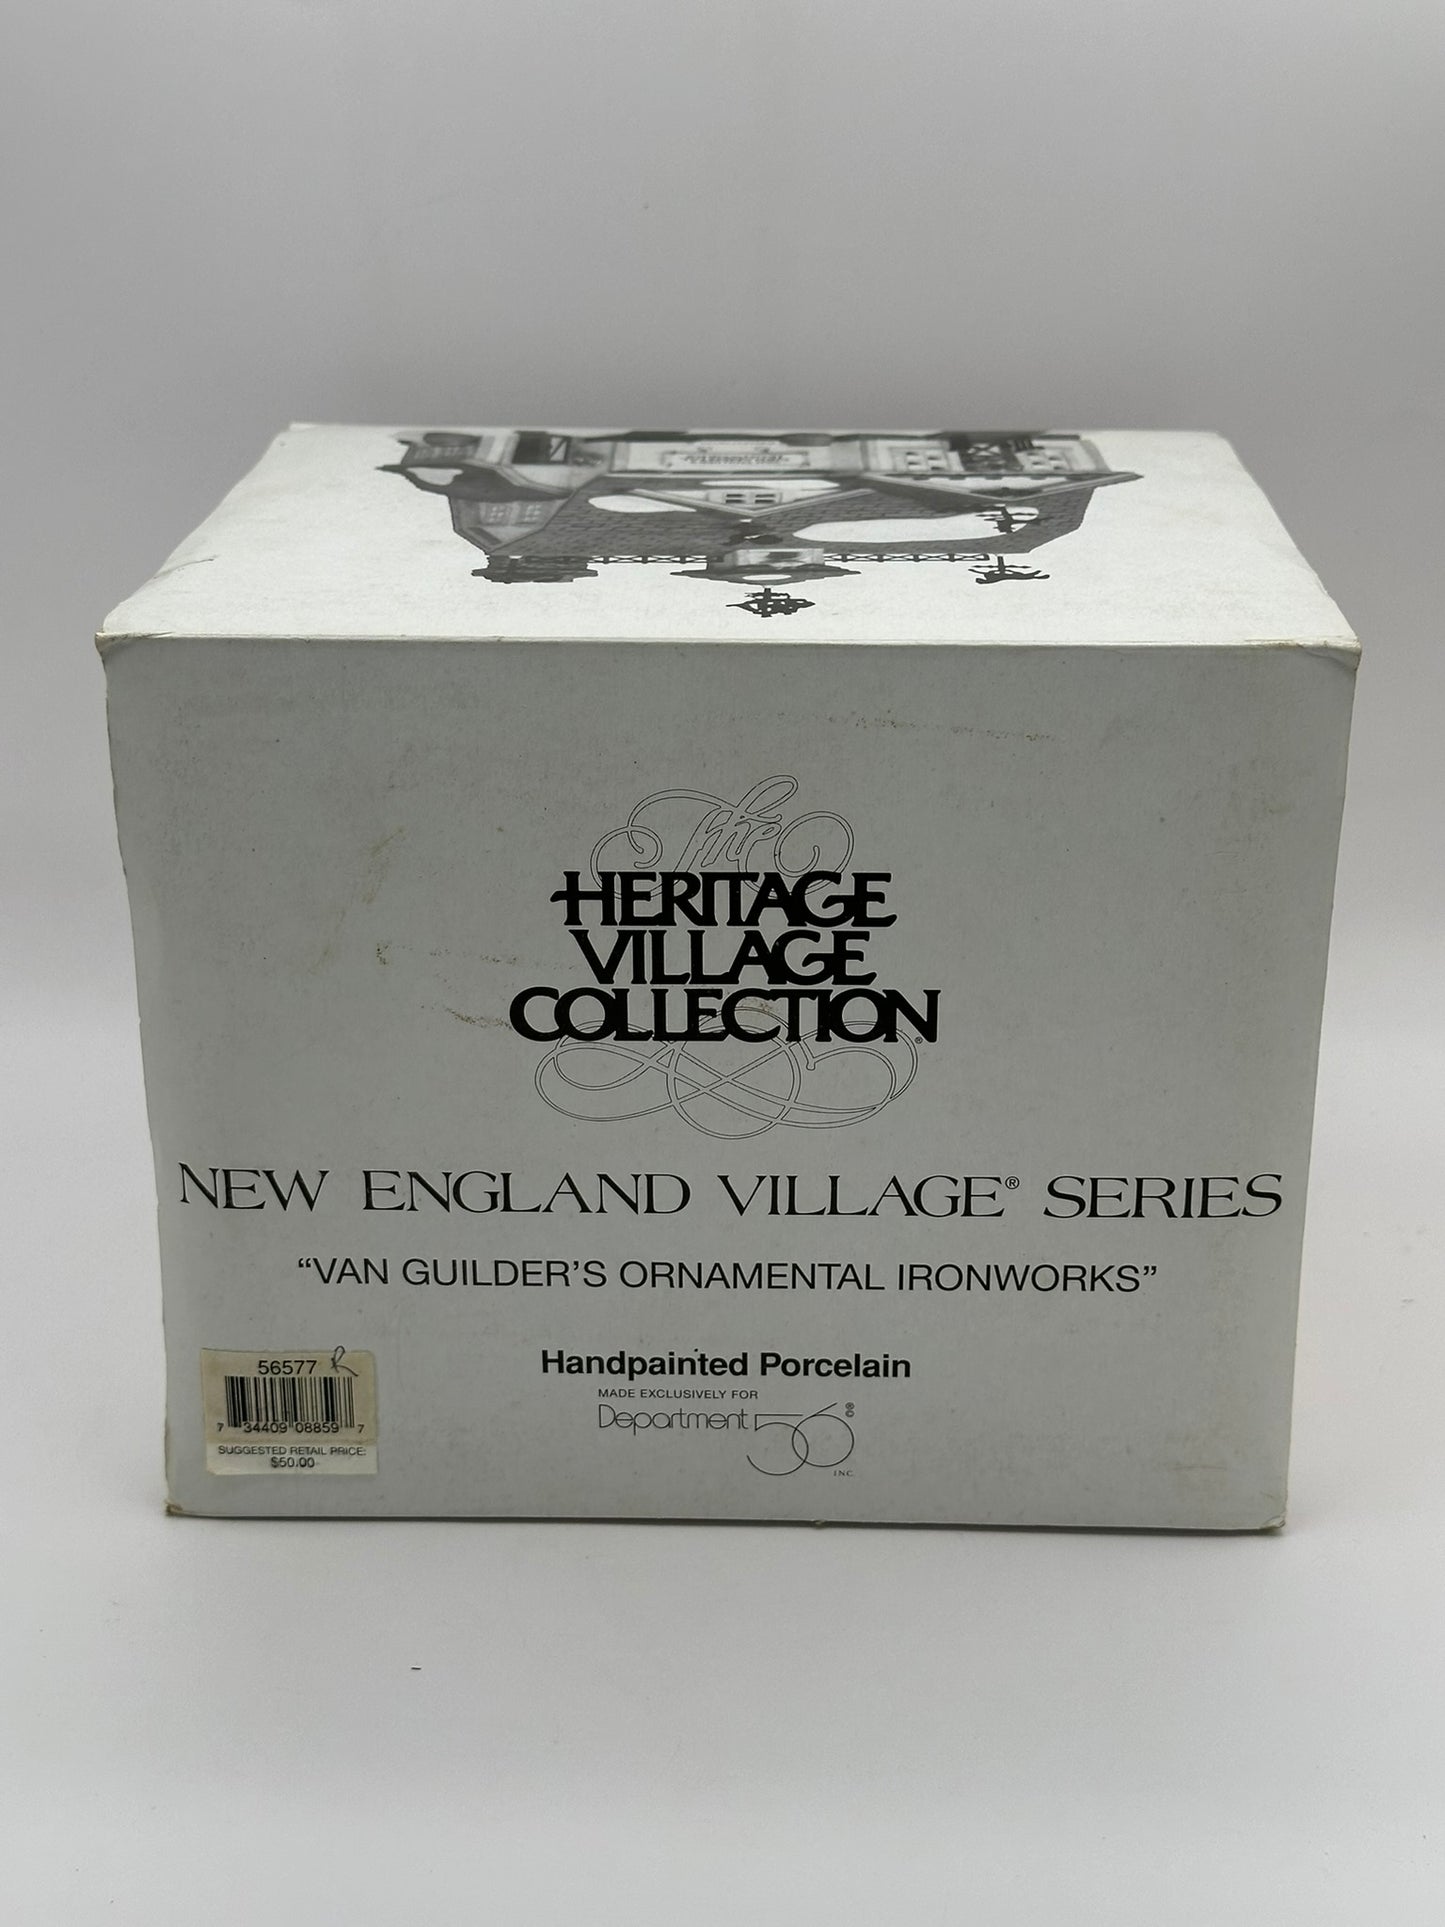 The
HERITAGE
VILLAGE
COLLECTION®
NEW ENGLAND VILLAGE® SERIES
“VAN GUILDER’S ORNAMENTAL IRONWORKS”
Handpainted Porcelain
MADE EXCLUSIVELY FOR
Department 56®©
INC.
56577 R
7 34409 08859 7
SUGGESTED RETAIL PRICE:
$50.00